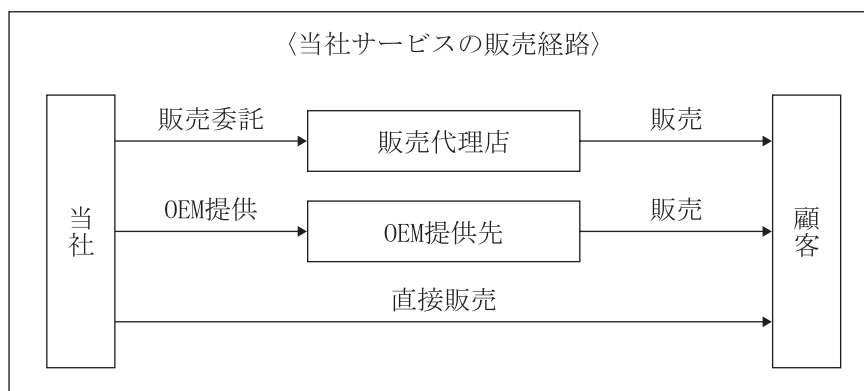 〈当社サービスの販売経路〉
当社
販売委託
販売代理店
販売
OEM提供
OEM提供先
販売
直接販売
顧客